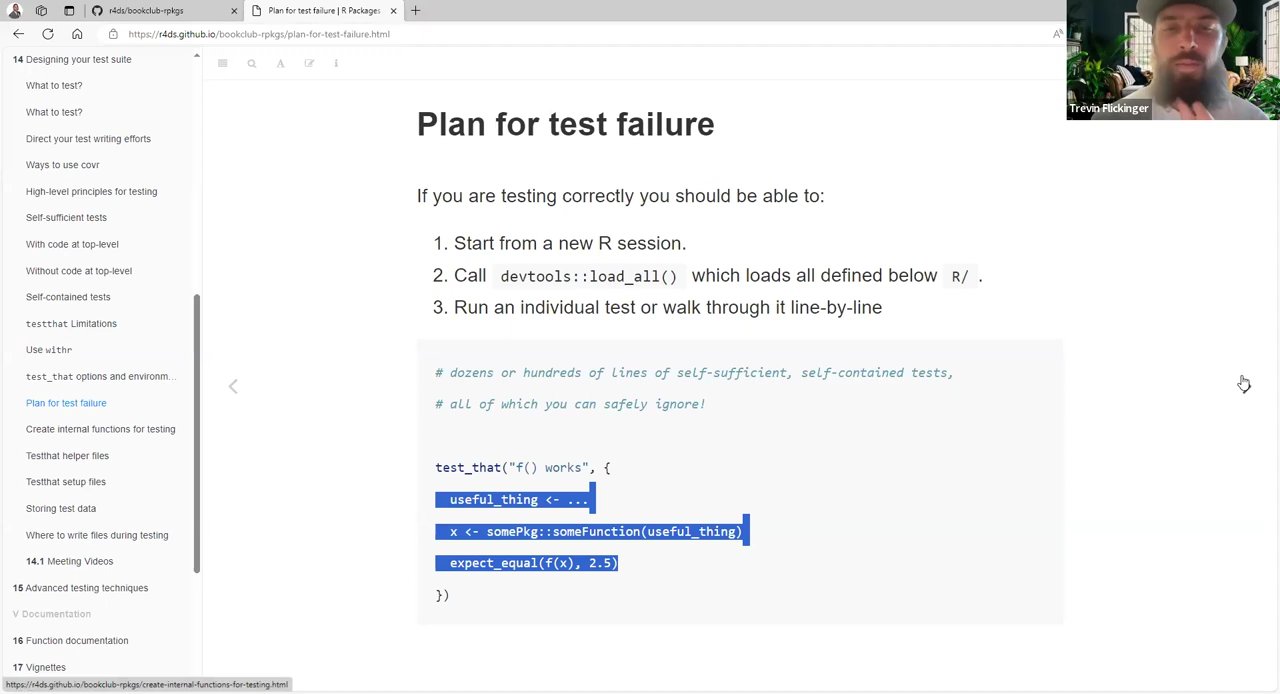 r4ds/bookclub-rpkgs
Plan for test failure | R Packages
https://r4ds.github.io/bookclub-rpkgs/plan-for-test-failure.html
Trevin Flickinger
14 Designing your test suite
What to test?
What to test?
Direct your test writing efforts
Ways to use covr
High-level principles for testing
Self-sufficient tests
With code at top-level
Without code at top-level
Self-contained tests
testthat Limitations
Use withr
test_that options and environm...
Plan for test failure
Create internal functions for testing
Testthat helper files
Testthat setup files
Storing test data
Where to write files during testing
14.1 Meeting Videos
15 Advanced testing techniques
V Documentation
16 Function documentation
17 Vignettes
https://r4ds.github.io/bookclub-rpkgs/create-internal-functions-for-testing.html
Plan for test failure
If you are testing correctly you should be able to:
1. Start from a new R session.
2. Call devtools::load_all() which loads all defined below R/ .
3. Run an individual test or walk through it line-by-line
# dozens or hundreds of lines of self-sufficient, self-contained tests,
# all of which you can safely ignore!
test_that("f() works", {
useful_thing <- ...
x <- somePkg::someFunction(useful_thing)
expect_equal(f(x), 2.5)
})